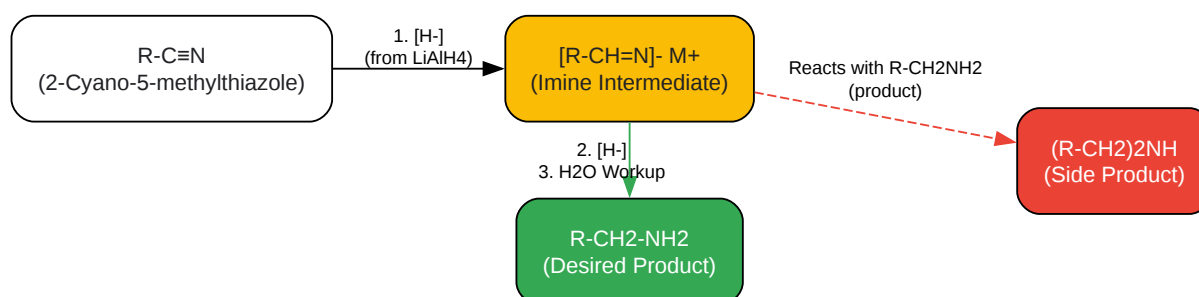 R-C≡N
(2-Cyano-5-methylthiazole)
1. [H-]
(from LiAlH4)
[R-CH=N]- M+
(Imine Intermediate)
Reacts with R-CH2NH2
(product)
(R-CH2)2NH
(Side Product)
2. [H-]
3. H2O Workup
R-CH2-NH2
(Desired Product)